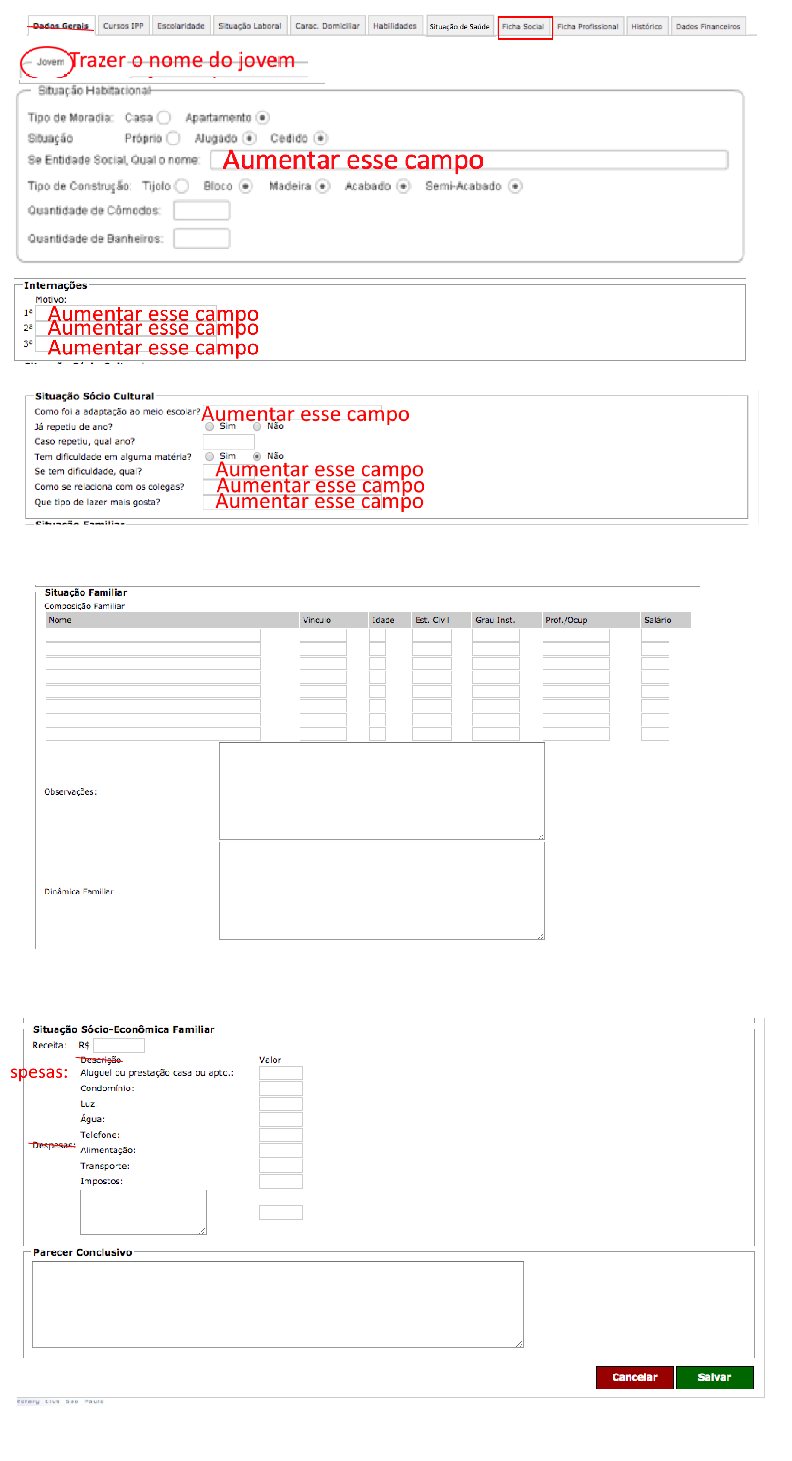 Dados Gerais Cursos IPP Escolaridade Situação Laboral Carac. Domiciliar Habilidades Situação de Saúde Ficha Social Ficha Profissional Histórico Dados Financeiros
Jovem Trazer o nome do jovem
Situação Habitacional
Tipo de Moradia: Casa Apartamento
Situação Próprio Alugado Cedido
Se Entidade Social, Qual o nome: Aumentar esse campo
Tipo de Construção: Tijolo Bloco Madeira Acabado Semi-Acabado
Quantidade de Cômodos:
Quantidade de Banheiros:
Internações
Motivo:
1ª Aumentar esse campo
2ª Aumentar esse campo
3ª Aumentar esse campo
Situação Sócio Cultural
Como foi a adaptação ao meio escolar? Aumentar esse campo
Já repetiu de ano? Sim Não
Caso repetiu, qual ano?
Tem dificuldade em alguma matéria? Sim Não
Se tem dificuldade, qual? Aumentar esse campo
Como se relaciona com os colegas? Aumentar esse campo
Que tipo de lazer mais gosta? Aumentar esse campo
Situação Familiar
Situação Familiar
Composição Familiar
Nome Vinculo Idade Est. Civil Grau Inst. Prof./Ocup Salário
Observações:
Dinâmica Familiar
Situação Sócio-Econômica Familiar
Receita: R$
Descrição Valor
spesas: Aluguel ou prestação casa ou apto.:
Condomínio:
Luz
Água:
Telefone:
Despesas:
Alimentação:
Transporte:
Impostos:
Parecer Conclusivo
Cancelar Salvar